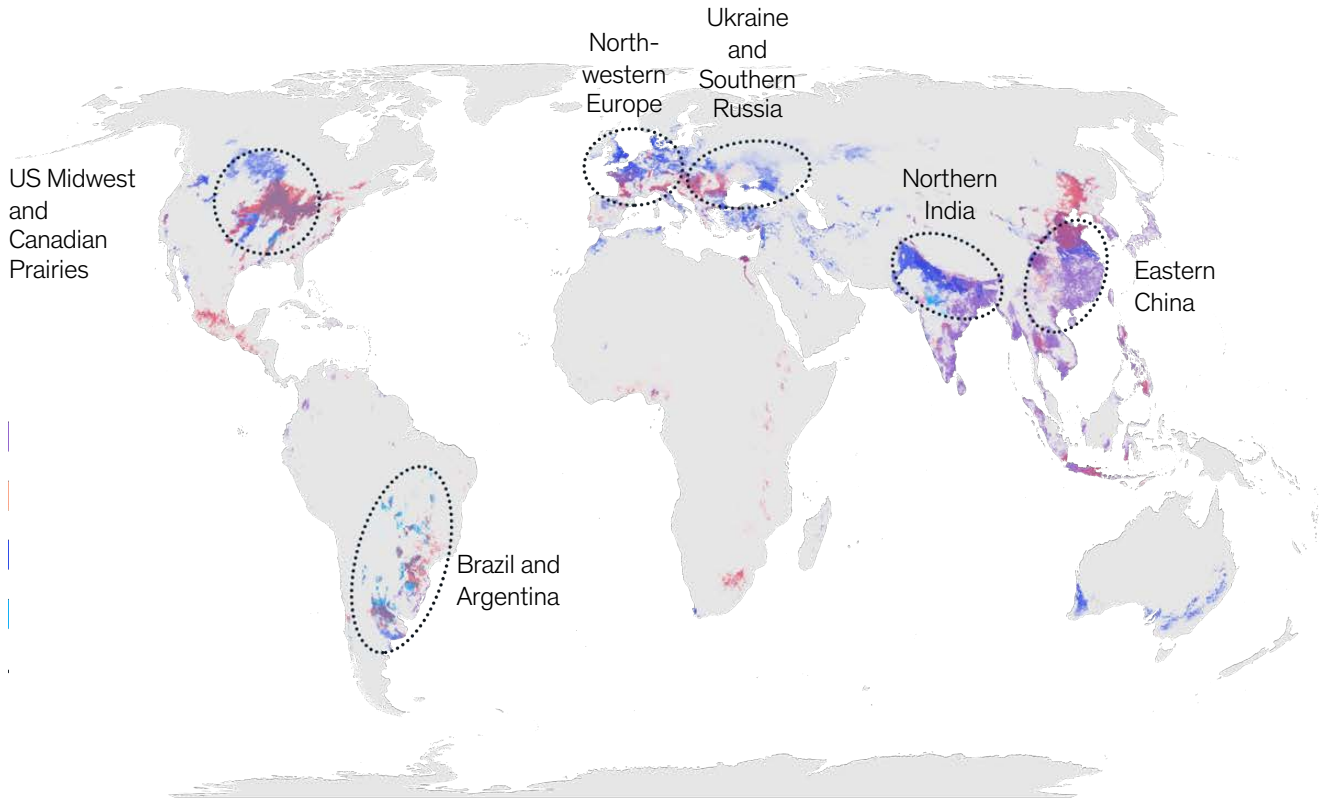 Ukraine
and
Southern
Russia
North-
western
Europe
US Midwest
and
Canadian
Prairies
Northern
India
Eastern
China
Brazil and
Argentina